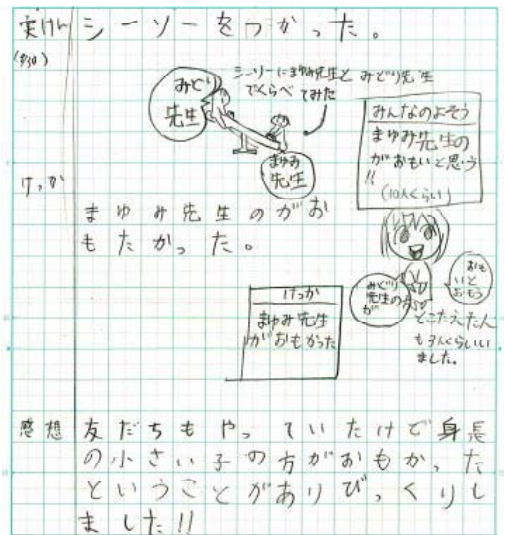 実けん シーソーをつかった。
(9/30)
シーソーにまゆみ先生と みどり先生
でくらべてみた
みどり
先生
まゆみ
先生
みんなのよそう
まゆみ先生の
がおもいと思う
!!
(10人くらい)
けっか
まゆみ先生のがお
もたかった。
みどり
先生の方
が
おも
いと
おもう
とこたえた人
も3人くらいい
ました。
けっか
まゆみ先生
がおもかった
感想 友だちもやっていたけで身長
の小さい子の方がおもかった
ということがありびっくりし
ました!!